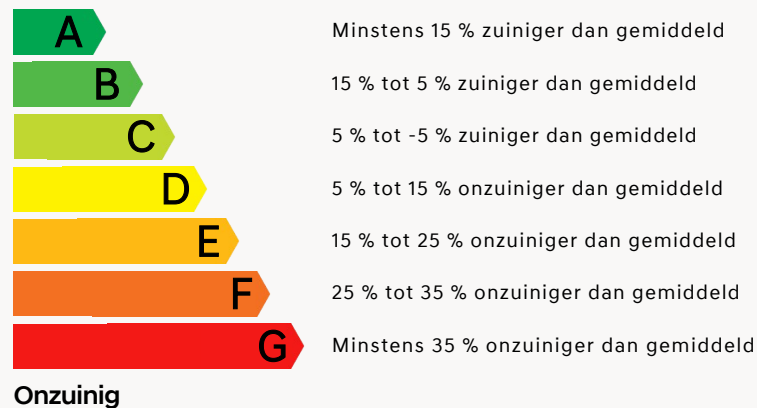 A Minstens 15 % zuiniger dan gemiddeld
B 15 % tot 5 % zuiniger dan gemiddeld
C 5 % tot -5 % zuiniger dan gemiddeld
D 5 % tot 15 % onzuiniger dan gemiddeld
E 15 % tot 25 % onzuiniger dan gemiddeld
F 25 % tot 35 % onzuiniger dan gemiddeld
G Minstens 35 % onzuiniger dan gemiddeld
Onzuinig